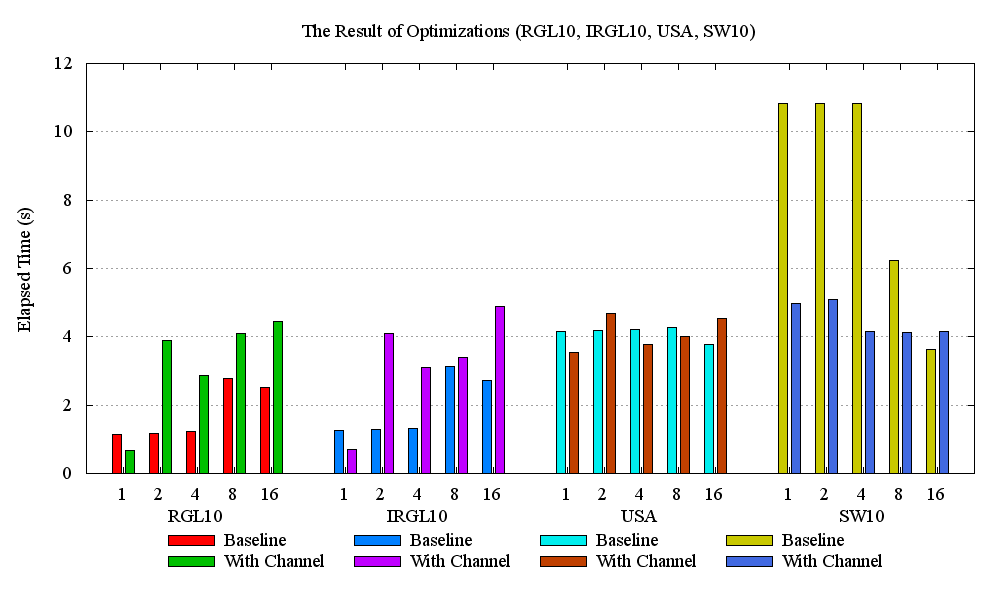 The Result of Optimizations (RGL10, IRGL10, USA, SW10)
Elapsed Time (s)
12
10
8
6
4
2
0
1 2 4 8 16 1 2 4 8 16 1 2 4 8 16 1 2 4 8 16
RGL10 IRGL10 USA SW10
Baseline Baseline Baseline Baseline
With Channel With Channel With Channel With Channel